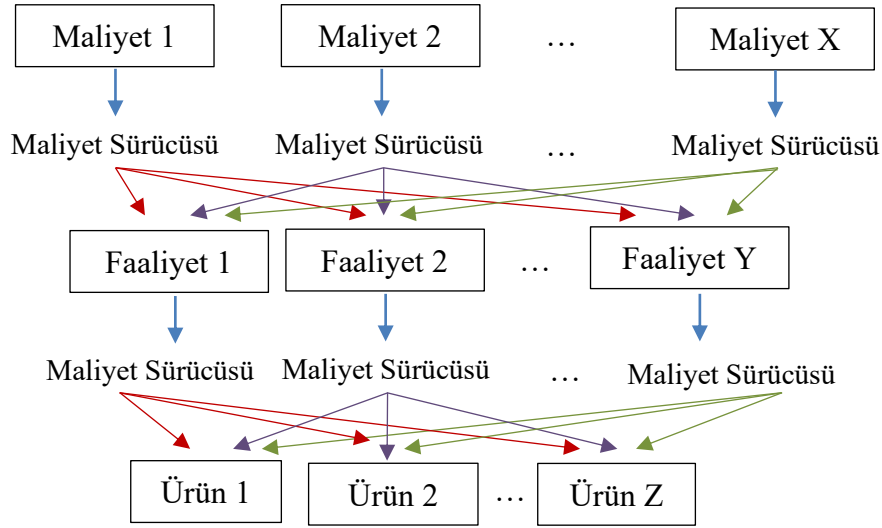 Maliyet 1 Maliyet 2 … Maliyet X
Maliyet Sürücüsü Maliyet Sürücüsü … Maliyet Sürücüsü
Faaliyet 1 Faaliyet 2 … Faaliyet Y
Maliyet Sürücüsü Maliyet Sürücüsü … Maliyet Sürücüsü
Ürün 1 Ürün 2 … Ürün Z